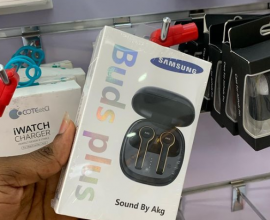 SAMSUNG
Buds plus
Sound By Akg
COTEetCI
iWATCH
CHARGER